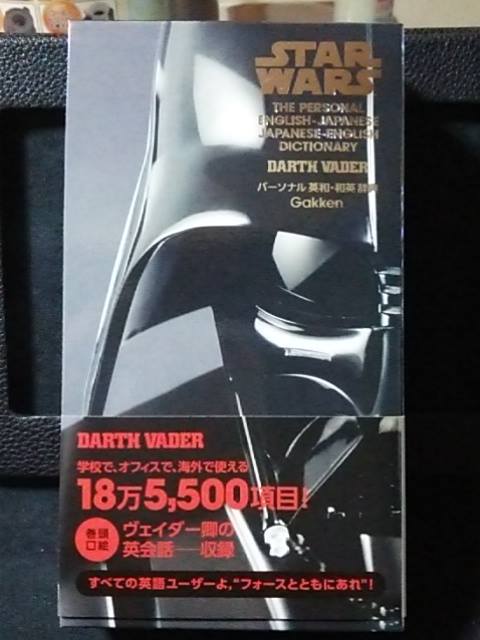 STAR
WARS
THE PERSONAL
ENGLISH-JAPANESE
JAPANESE-ENGLISH
DICTIONARY
DARTH VADER
パーソナル 英和・和英 辞典
Gakken
DARTH VADER
学校で、オフィスで、海外で使える
18万5,500項目!
巻頭
口絵
ヴェイダー卿の
英会話──収録
すべての英語ユーザーよ,“フォースとともにあれ”!